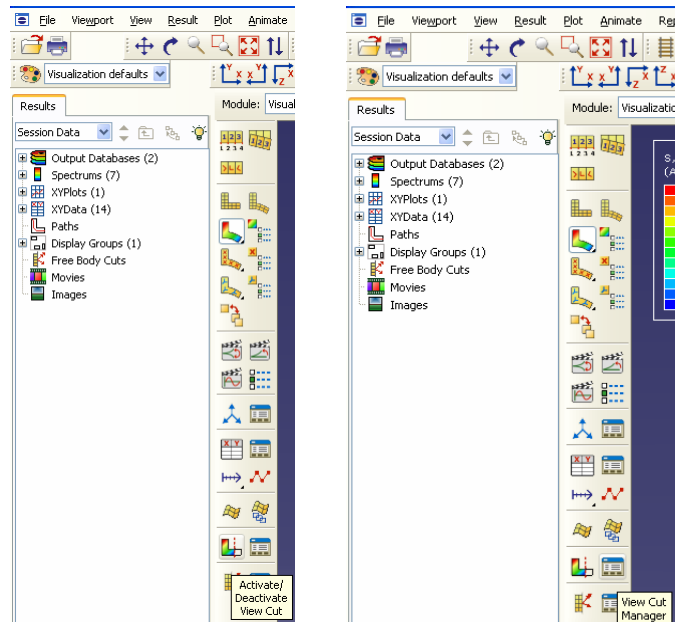 File Viewport View Result Plot Animate
Visualization defaults
Results
Module: Visual
Session Data
Output Databases (2)
Spectrums (7)
XYPlots (1)
XYData (14)
Paths
Display Groups (1)
Free Body Cuts
Movies
Images
Activate/
Deactivate
View Cut
File Viewport View Result Plot Animate Re
Visualization defaults
Results
Module: Visualizatio
Session Data
Output Databases (2)
Spectrums (7)
XYPlots (1)
XYData (14)
Paths
Display Groups (1)
Free Body Cuts
Movies
Images
S,
(A
View Cut
Manager